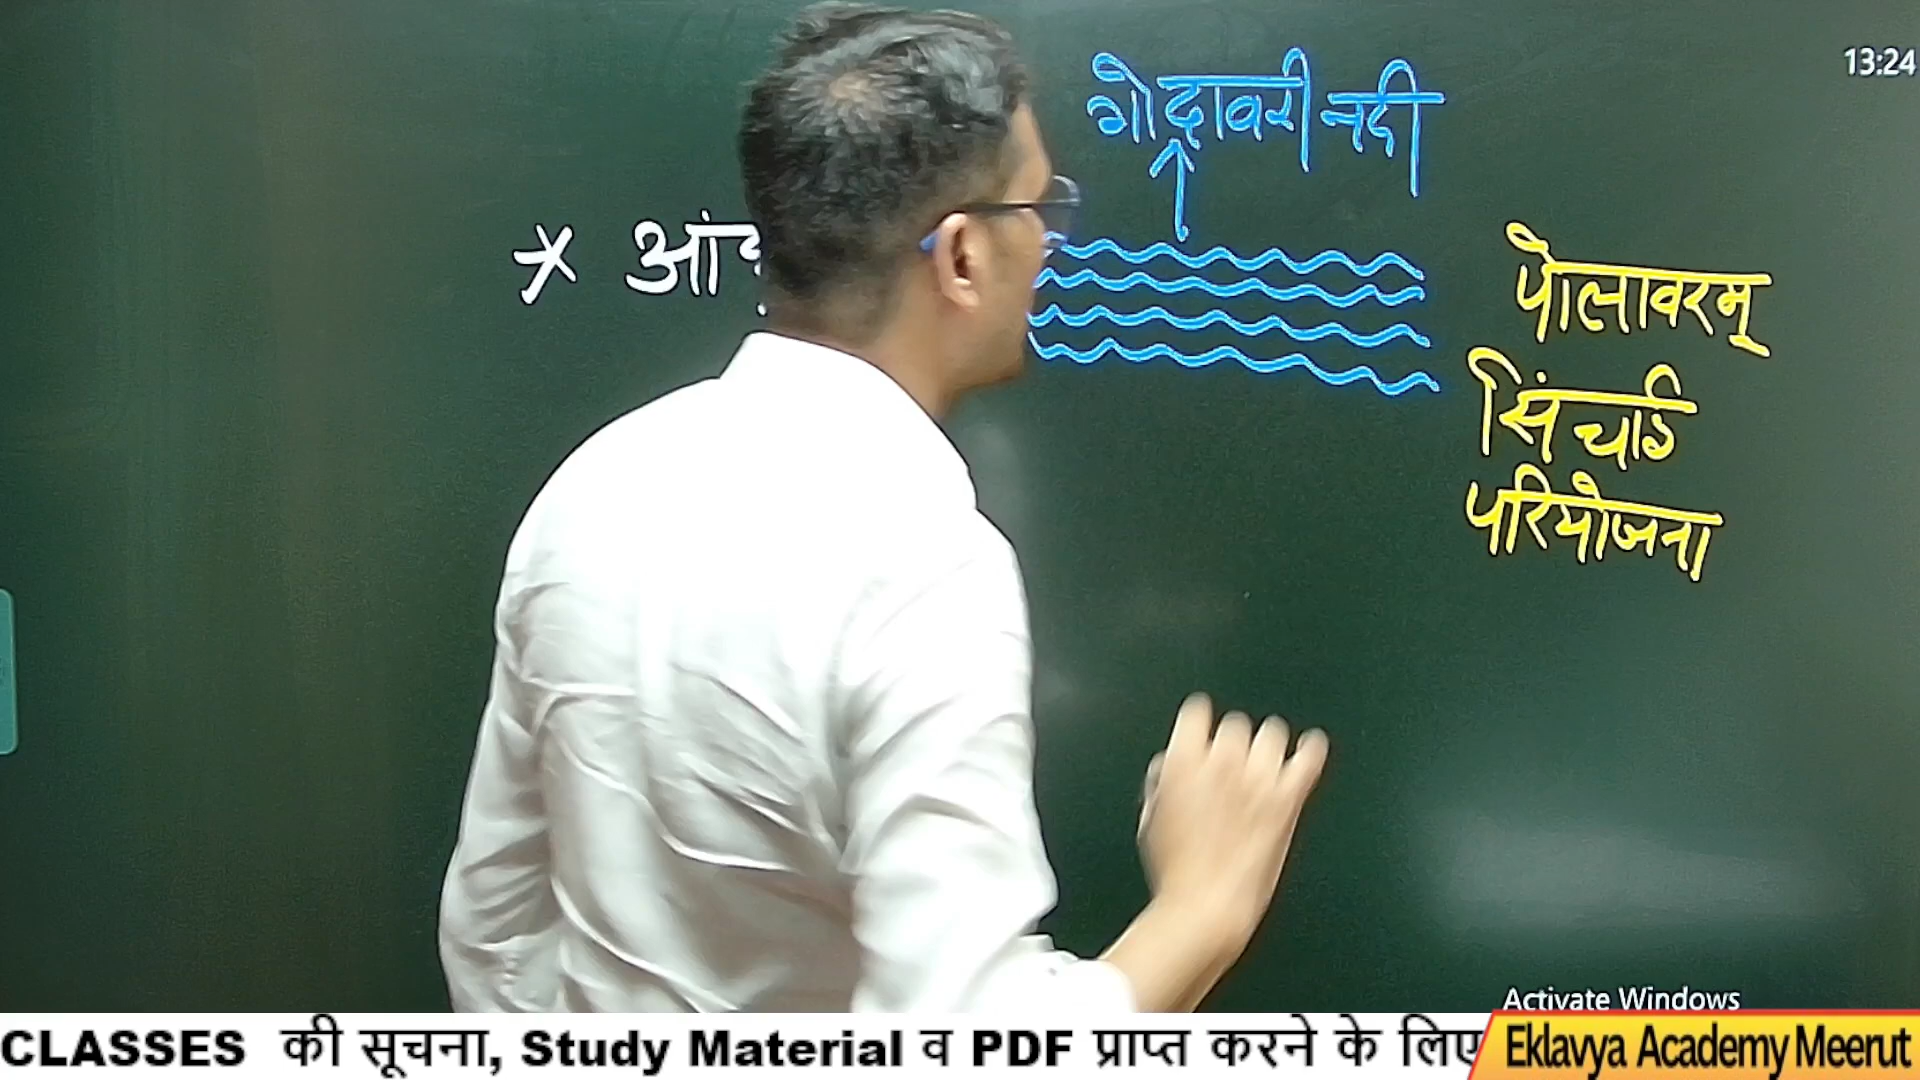 गोदावरी नदी
13:24
*
पोलावरम्
सिंचाई
परियोजना
Activate Windows
CLASSES की सूचना, Study Material व PDF प्राप्त करने के लिए
Eklavya Academy Meerut